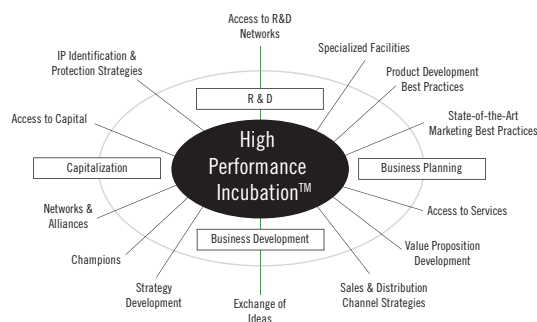 Access to R&D
Networks
Specialized Facilities
IP Identification &
Protection Strategies
Product Development
Best Practices
R & D
Access to Capital
State-of-the-Art
Marketing Best Practices
High
Performance
Incubation™
Capitalization
Business Planning
Networks &
Alliances
Access to Services
Business Development
Champions
Value Proposition
Development
Strategy
Development
Sales & Distribution
Channel Strategies
Exchange of
Ideas